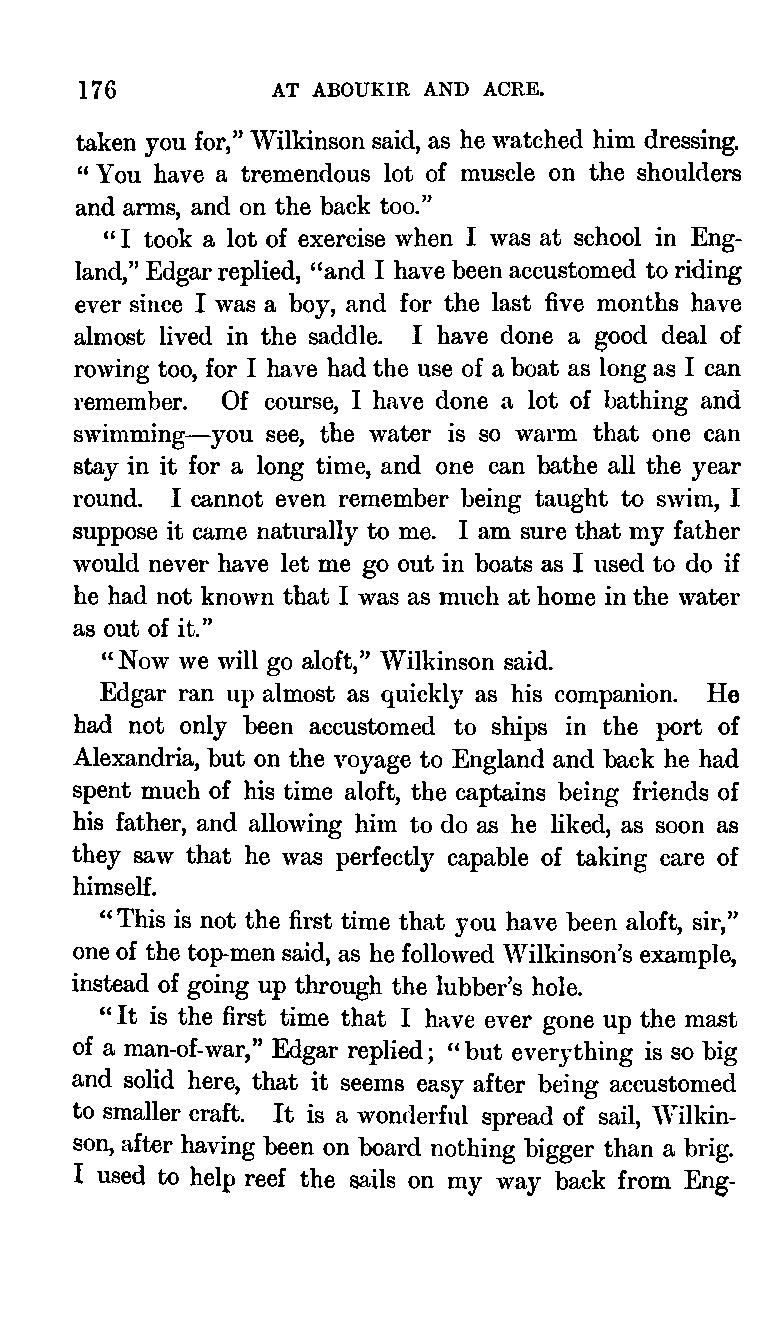 176 AT ABOUKIR AND ACRE.
taken you for,” Wilkinson said, as he watched him dressing.
“You have a tremendous lot of muscle on the shoulders
and arms, and on the back too.”
“I took a lot of exercise when I was at school in Eng-
land,” Edgar replied, “and I have been accustomed to riding
ever since I was a boy, and for the last five months have
almost lived in the saddle. I have done a good deal of
rowing too, for I have had the use of a boat as long as I can
remember. Of course, I have done a lot of bathing and
swimming—you see, the water is so warm that one can
stay in it for a long time, and one can bathe all the year
round. I cannot even remember being taught to swim, I
suppose it came naturally to me. I am sure that my father
would never have let me go out in boats as I used to do if
he had not known that I was as much at home in the water
as out of it.”
“Now we will go aloft,” Wilkinson said.
Edgar ran up almost as quickly as his companion. He
had not only been accustomed to ships in the port of
Alexandria, but on the voyage to England and back he had
spent much of his time aloft, the captains being friends of
his father, and allowing him to do as he liked, as soon as
they saw that he was perfectly capable of taking care of
himself.
“This is not the first time that you have been aloft, sir,”
one of the top-men said, as he followed Wilkinson’s example,
instead of going up through the lubber’s hole.
“It is the first time that I have ever gone up the mast
of a man-of-war,” Edgar replied; “but everything is so big
and solid here, that it seems easy after being accustomed
to smaller craft. It is a wonderful spread of sail, Wilkin-
son, after having been on board nothing bigger than a brig.
I used to help reef the sails on my way back from Eng-